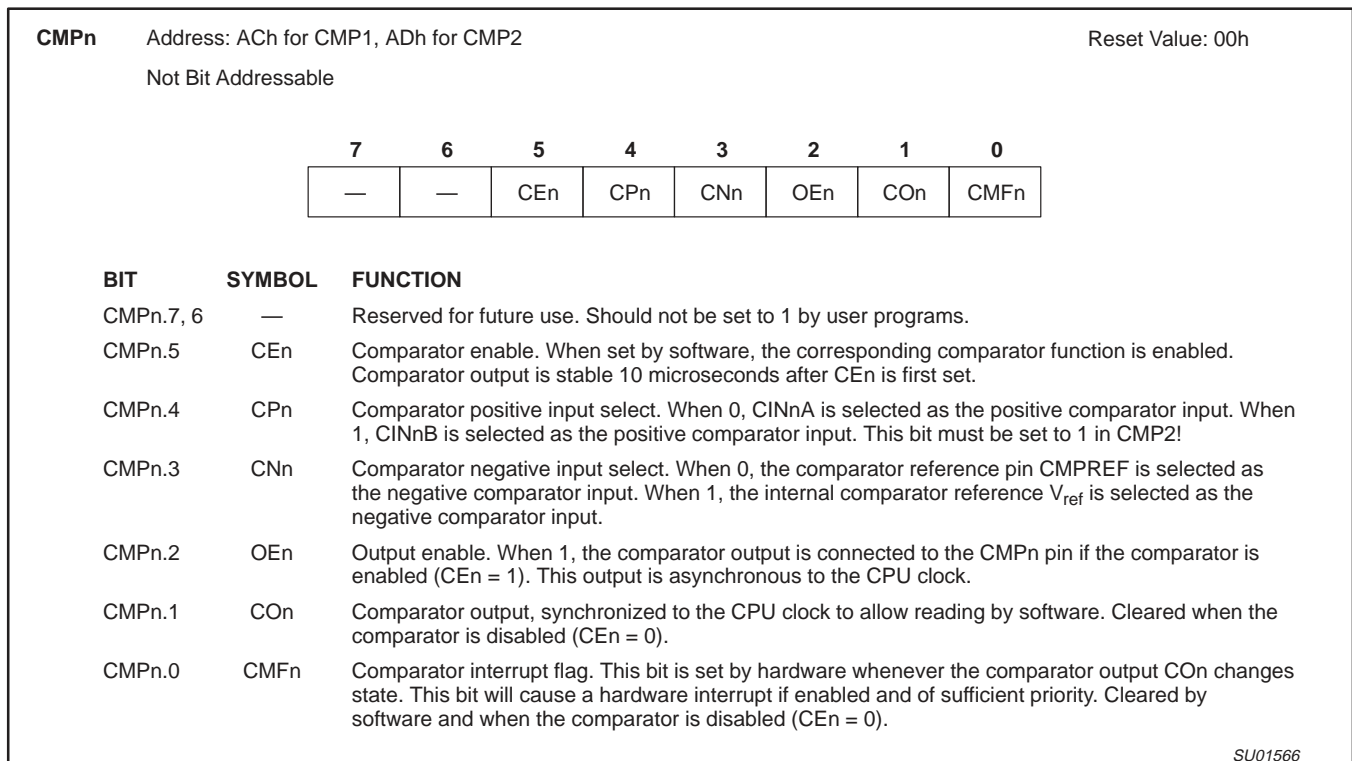 CMPn Address: ACh for CMP1, ADh for CMP2 Reset Value: 00h
Not Bit Addressable
7 6 5 4 3 2 1 0
— — CEn CPn CNn OEn COn CMFn
BIT SYMBOL FUNCTION
CMPn.7, 6 — Reserved for future use. Should not be set to 1 by user programs.
CMPn.5 CEn Comparator enable. When set by software, the corresponding comparator function is enabled.
Comparator output is stable 10 microseconds after CEn is first set.
CMPn.4 CPn Comparator positive input select. When 0, CINnA is selected as the positive comparator input. When
1, CINnB is selected as the positive comparator input. This bit must be set to 1 in CMP2!
CMPn.3 CNn Comparator negative input select. When 0, the comparator reference pin CMPREF is selected as
the negative comparator input. When 1, the internal comparator reference Vref is selected as the
negative comparator input.
CMPn.2 OEn Output enable. When 1, the comparator output is connected to the CMPn pin if the comparator is
enabled (CEn = 1). This output is asynchronous to the CPU clock.
CMPn.1 COn Comparator output, synchronized to the CPU clock to allow reading by software. Cleared when the
comparator is disabled (CEn = 0).
CMPn.0 CMFn Comparator interrupt flag. This bit is set by hardware whenever the comparator output COn changes
state. This bit will cause a hardware interrupt if enabled and of sufficient priority. Cleared by
software and when the comparator is disabled (CEn = 0).
SU01566